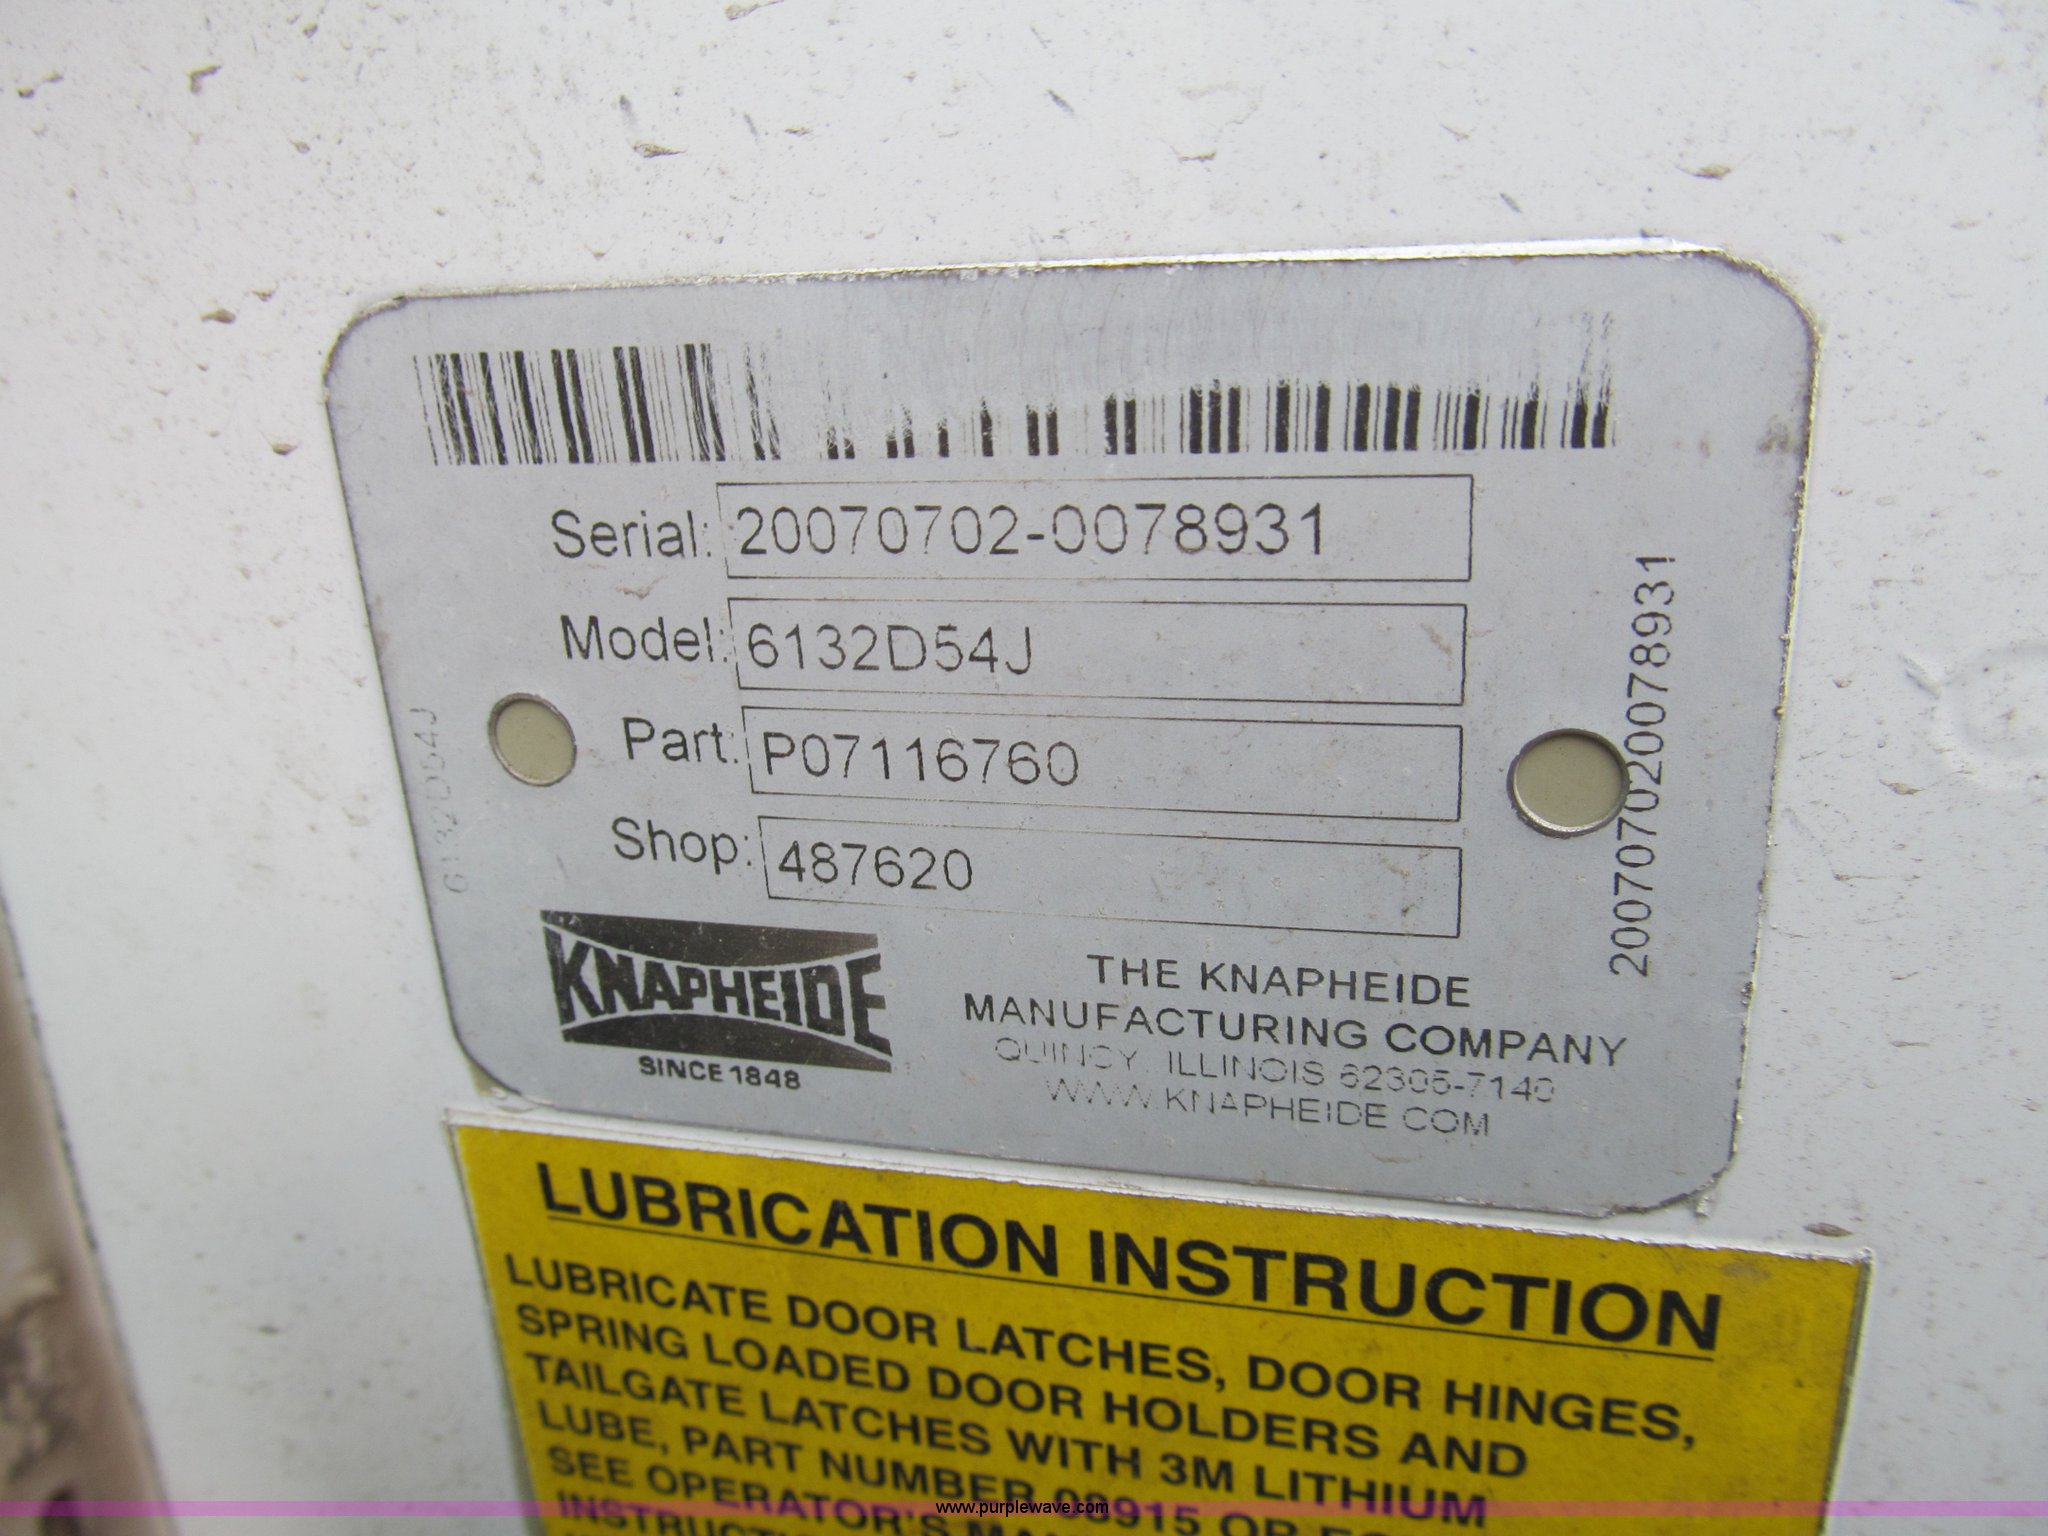 Serial: 20070702-0078931
Model: 6132D54J
Part: P07116760
Shop: 487620
6132D54J
200707020078931
KNAPHEIDE
SINCE 1848
THE KNAPHEIDE
MANUFACTURING COMPANY
QUINCY, ILLINOIS 62305-7140
WWW.KNAPHEIDE.COM
LUBRICATION INSTRUCTION
LUBRICATE DOOR LATCHES, DOOR HINGES,
SPRING LOADED DOOR HOLDERS AND
TAILGATE LATCHES WITH 3M LITHIUM
LUBE, PART NUMBER 08915 OR
SEE OPERATOR'S
www.purplewave.com